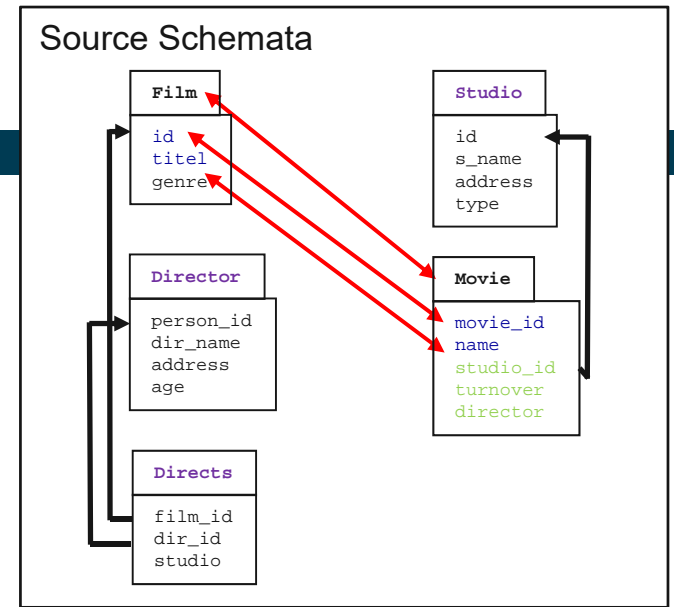 Source Schemata
Film
id
titel
genre
Director
person_id
dir_name
address
age
Directs
film_id
dir_id
studio
Studio
id
s_name
address
type
Movie
movie_id
name
studio_id
turnover
director